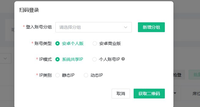 扫码登录
* 登入账号分组 请选择分组 新增分组
* 账号类型 安卓个人版 安卓商业版
* IP模式 系统自营IP 个人账号IP
* IP类别 静态IP 动态IP
取消 获取二维码